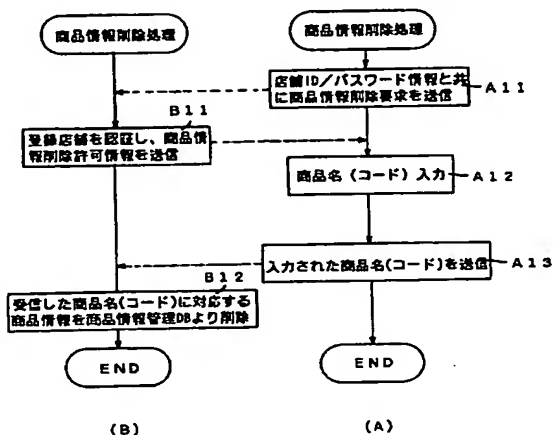 商品情報削除処理
商品情報削除処理
店舗ID/パスワード情報と共
に商品情報削除要求を送信
A11
B11
登録店舗を認証し、商品情
報削除許可情報を送信
商品名(コード)入力
A12
入力された商品名(コード)を送信
A13
B12
受信した商品名(コード)に対応する
商品情報を商品情報管理DBより削除
END
END
(B)
(A)